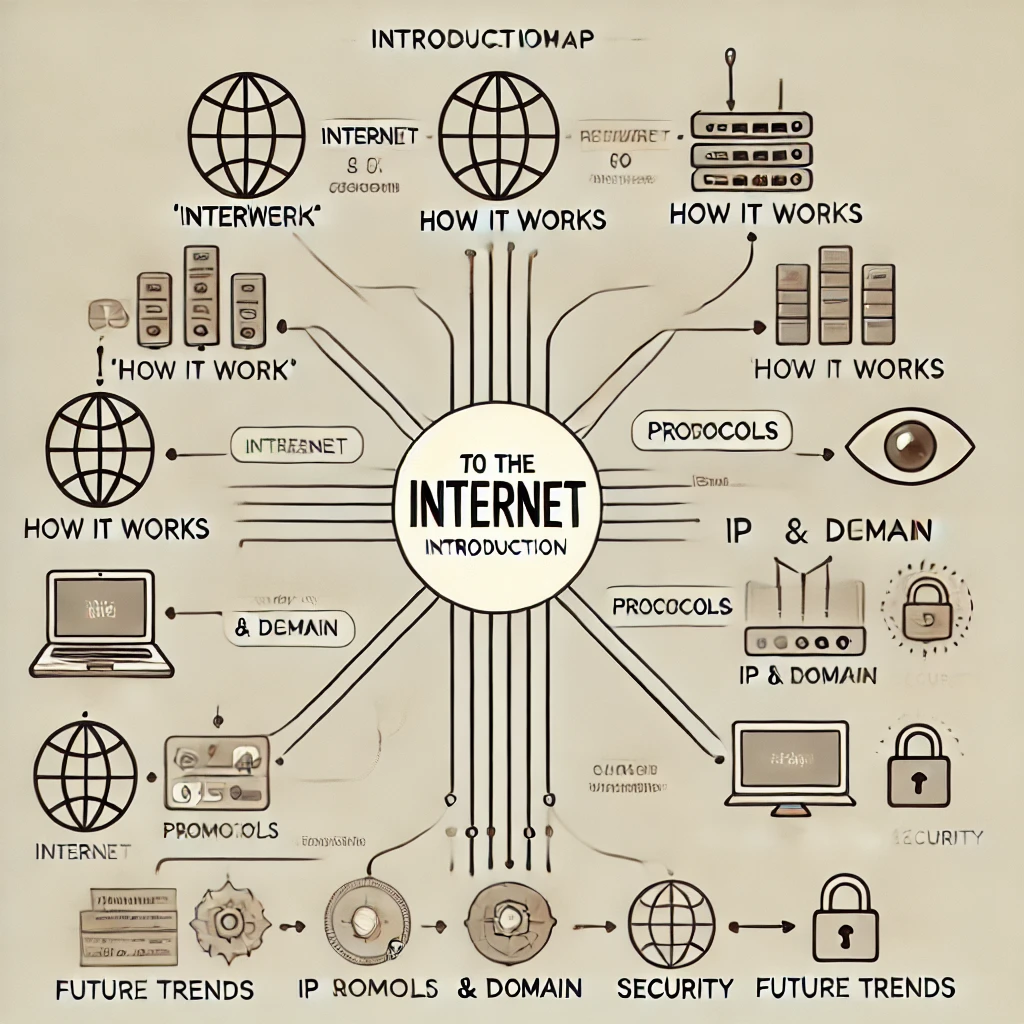 INTRODUCTIOMAP
INTERNET
"INTERWERK"
HOW IT WORKS
HOW IT WORKS
"HOW IT WORK"
HOW IT WORKS
PROɓOCOLS
TO THE
INTERNET
INTRODUCTION
HOW IT WORKS
IP & DEMAIN
& DEMAIN
PROCOCOLS
IP & DOMAIN
PROMOTOLS
INTERNET
SECURITY
FUTURE TRENDS
IP ROMOLS
& DOMAIN
SECURITY
FUTURE TRENDS